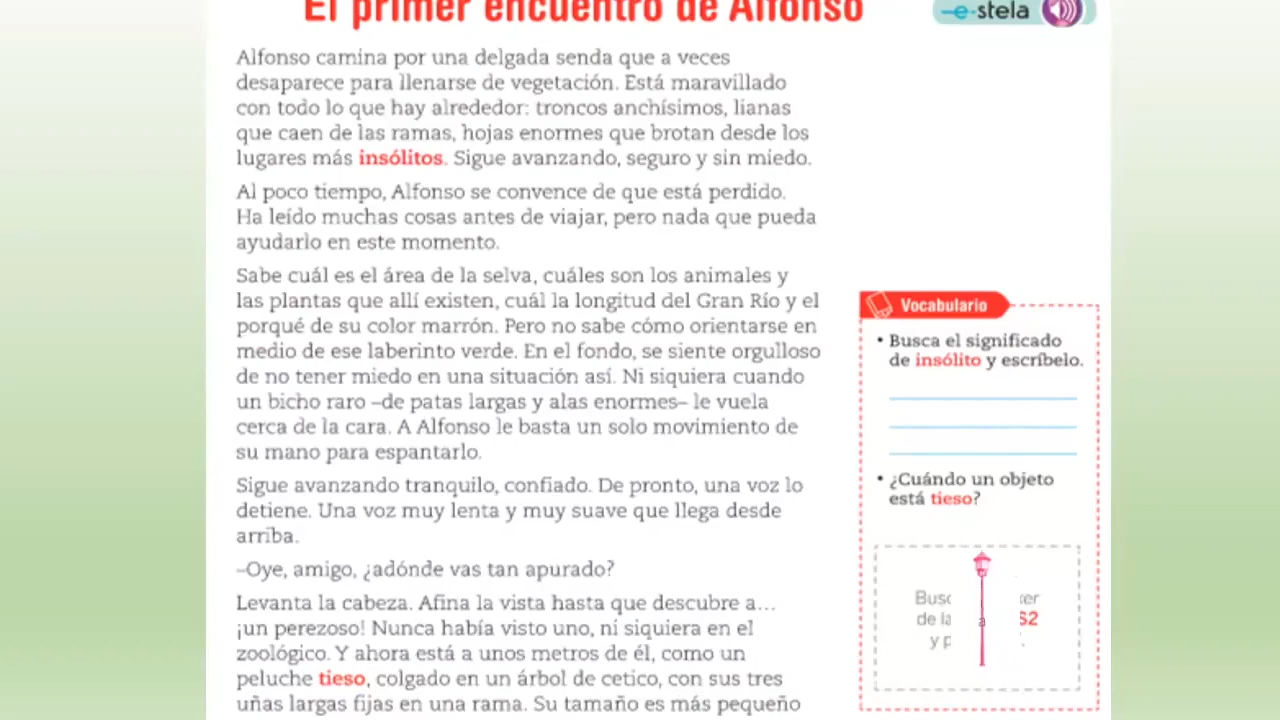 El primer encuentro de Alfonso
e-stela
Alfonso camina por una delgada senda que a veces
desaparece para llenarse de vegetación. Está maravillado
con todo lo que hay alrededor: troncos anchísimos, lianas
que caen de las ramas, hojas enormes que brotan desde los
lugares más insólitos. Sigue avanzando, seguro y sin miedo.
Al poco tiempo, Alfonso se convence de que está perdido.
Ha leído muchas cosas antes de viajar, pero nada que pueda
ayudarlo en este momento.
Sabe cuál es el área de la selva, cuáles son los animales y
las plantas que allí existen, cuál la longitud del Gran Río y el
porqué de su color marrón. Pero no sabe cómo orientarse en
medio de ese laberinto verde. En el fondo, se siente orgulloso
de no tener miedo en una situación así. Ni siquiera cuando
un bicho raro –de patas largas y alas enormes– le vuela
cerca de la cara. A Alfonso le basta un solo movimiento de
su mano para espantarlo.
Sigue avanzando tranquilo, confiado. De pronto, una voz lo
detiene. Una voz muy lenta y muy suave que llega desde
arriba.
–Oye, amigo, ¿adónde vas tan apurado?
Levanta la cabeza. Afina la vista hasta que descubre a…
¡un perezoso! Nunca había visto uno, ni siquiera en el
zoológico. Y ahora está a unos metros de él, como un
peluche tieso, colgado en un árbol de cetico, con sus tres
uñas largas fijas en una rama. Su tamaño es más pequeño
Vocabulario
• Busca el significado
de insólito y escríbelo.
• ¿Cuándo un objeto
está tieso?
de la S2
y